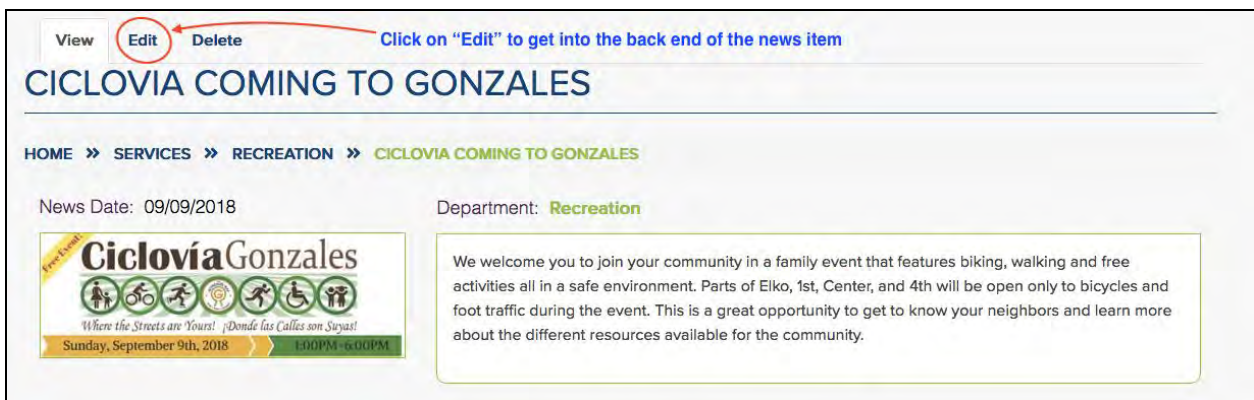 View Edit Delete Click on “Edit” to get into the back end of the news item
CICLOVIA COMING TO GONZALES
HOME » SERVICES » RECREATION » CICLOVIA COMING TO GONZALES
News Date: 09/09/2018
Department: Recreation
Free Event!
CiclovíaGonzales
Where the Streets are Yours! ¡Donde las Calles son Suyas!
Sunday, September 9th, 2018 1:00PM-6:00PM
We welcome you to join your community in a family event that features biking, walking and free
activities all in a safe environment. Parts of Elko, 1st, Center, and 4th will be open only to bicycles and
foot traffic during the event. This is a great opportunity to get to know your neighbors and learn more
about the different resources available for the community.